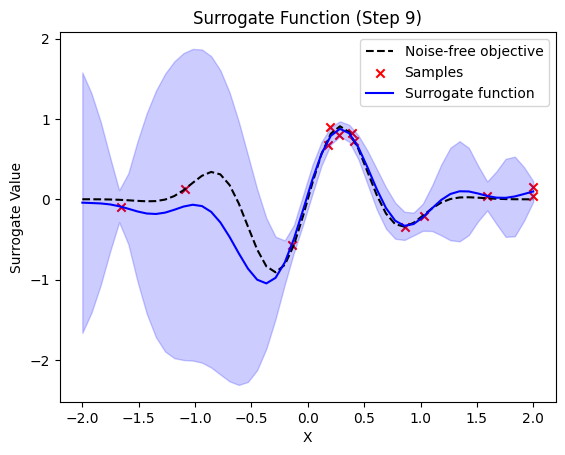 Surrogate Function (Step 9)
Noise-free objective
Samples
Surrogate function
Surrogate Value
2
1
0
−1
−2
−2.0 −1.5 −1.0 −0.5 0.0 0.5 1.0 1.5 2.0
X